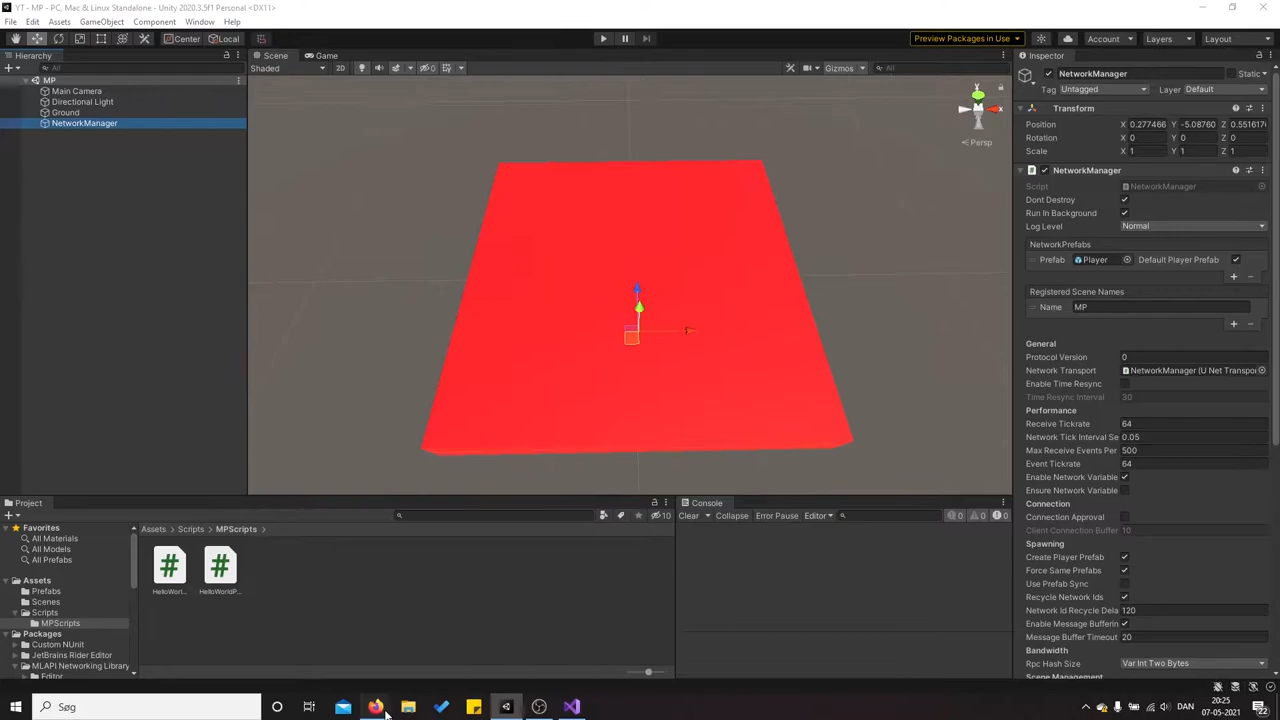 YT - MP - PC, Mac & Linux Standalone - Unity 2020.3.5f1 Personal <DX11>
File Edit Assets GameObject Component Window Help
Center Local Preview Packages in Use Account Layers Layout
Hierarchy Scene Game Inspector
All Shaded 2D 0 Gizmos All NetworkManager Static
MP
Main Camera
Directional Light
Ground
NetworkManager
x
Persp
Tag Untagged Layer Default
Transform
Position X 0.277466 Y -5.08760 Z
Rotation X 0 Y 0 Z 0
Scale X 1 Y 1 Z 1
NetworkManager
Script NetworkManager
Dont Destroy
Run In Background
Log Level Normal
NetworkPrefabs
Prefab Player Default Player Prefab
Registered Scene Names
Name MP
General
Protocol Version 0
Network Transport NetworkManager (U Net Transpor
Enable Time Resync
Time Resync Interval 30
Performance
Receive Tickrate 64
Network Tick Interval Se 0.05
Max Receive Events Per 500
Event Tickrate 64
Enable Network Variable
Ensure Network Variable
Connection
Connection Approval
Client Connection Buffer 10
Spawning
Create Player Prefab
Force Same Prefabs
Use Prefab Sync
Recycle Network Ids
Network Id Recycle Dela 120
Enable Message Bufferin
Message Buffer Timeout 20
Bandwidth
Rpc Hash Size Var Int Two Bytes
Scene Management
Project
10
Favorites
All Materials
All Models
All Prefabs
Assets
Prefabs
Scenes
Scripts
MPScripts
Packages
Custom NUnit
JetBrains Rider Editor
MLAPI Networking Library
Editor
Assets > Scripts > MPScripts >
HelloWorl... HelloWorldP...
Console
Clear Collapse Error Pause Editor 0 0 0
Søg
DAN 20:25
07-05-2021